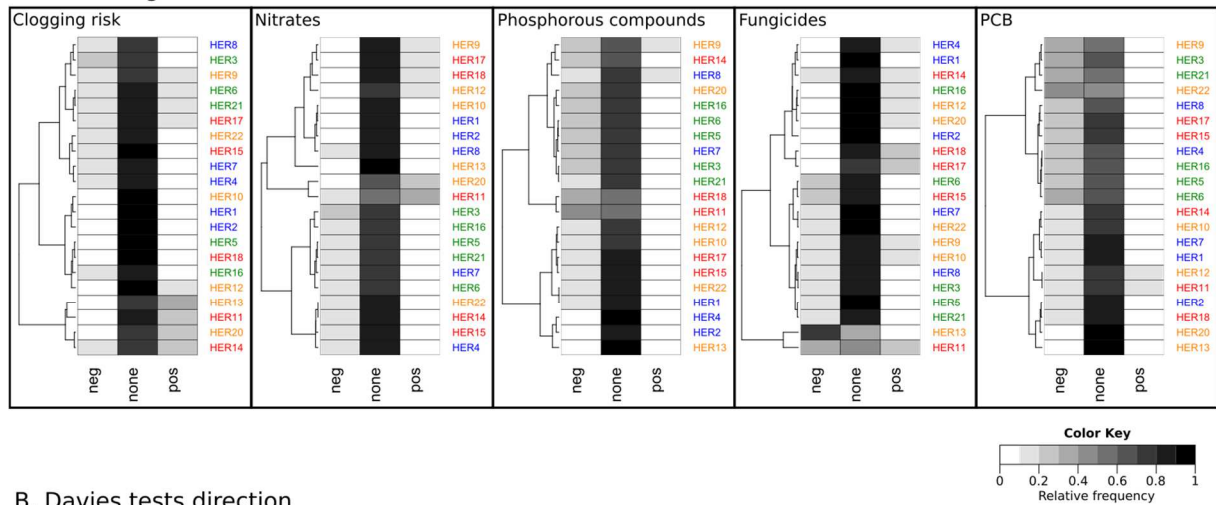 Clogging risk
HER8
HER3
HER9
HER6
HER21
HER17
HER22
HER15
HER7
HER4
HER10
HER1
HER2
HER5
HER18
HER16
HER12
HER13
HER11
HER20
HER14
neg none pos
Nitrates
HER9
HER17
HER18
HER12
HER10
HER1
HER2
HER8
HER13
HER20
HER11
HER3
HER16
HER5
HER21
HER7
HER6
HER22
HER14
HER15
HER4
neg none pos
Phosphorous compounds
HER9
HER14
HER8
HER20
HER16
HER6
HER5
HER7
HER3
HER21
HER18
HER11
HER12
HER10
HER17
HER15
HER22
HER1
HER4
HER2
HER13
neg none pos
Fungicides
HER4
HER1
HER14
HER16
HER12
HER20
HER2
HER18
HER17
HER6
HER15
HER7
HER22
HER9
HER10
HER8
HER3
HER5
HER21
HER13
HER11
neg none pos
PCB
HER9
HER3
HER21
HER22
HER8
HER17
HER15
HER4
HER16
HER5
HER6
HER14
HER10
HER7
HER1
HER12
HER11
HER2
HER18
HER20
HER13
neg none pos
Color Key
0 0.2 0.4 0.6 0.8 1
Relative frequency
B. Davies tests direction